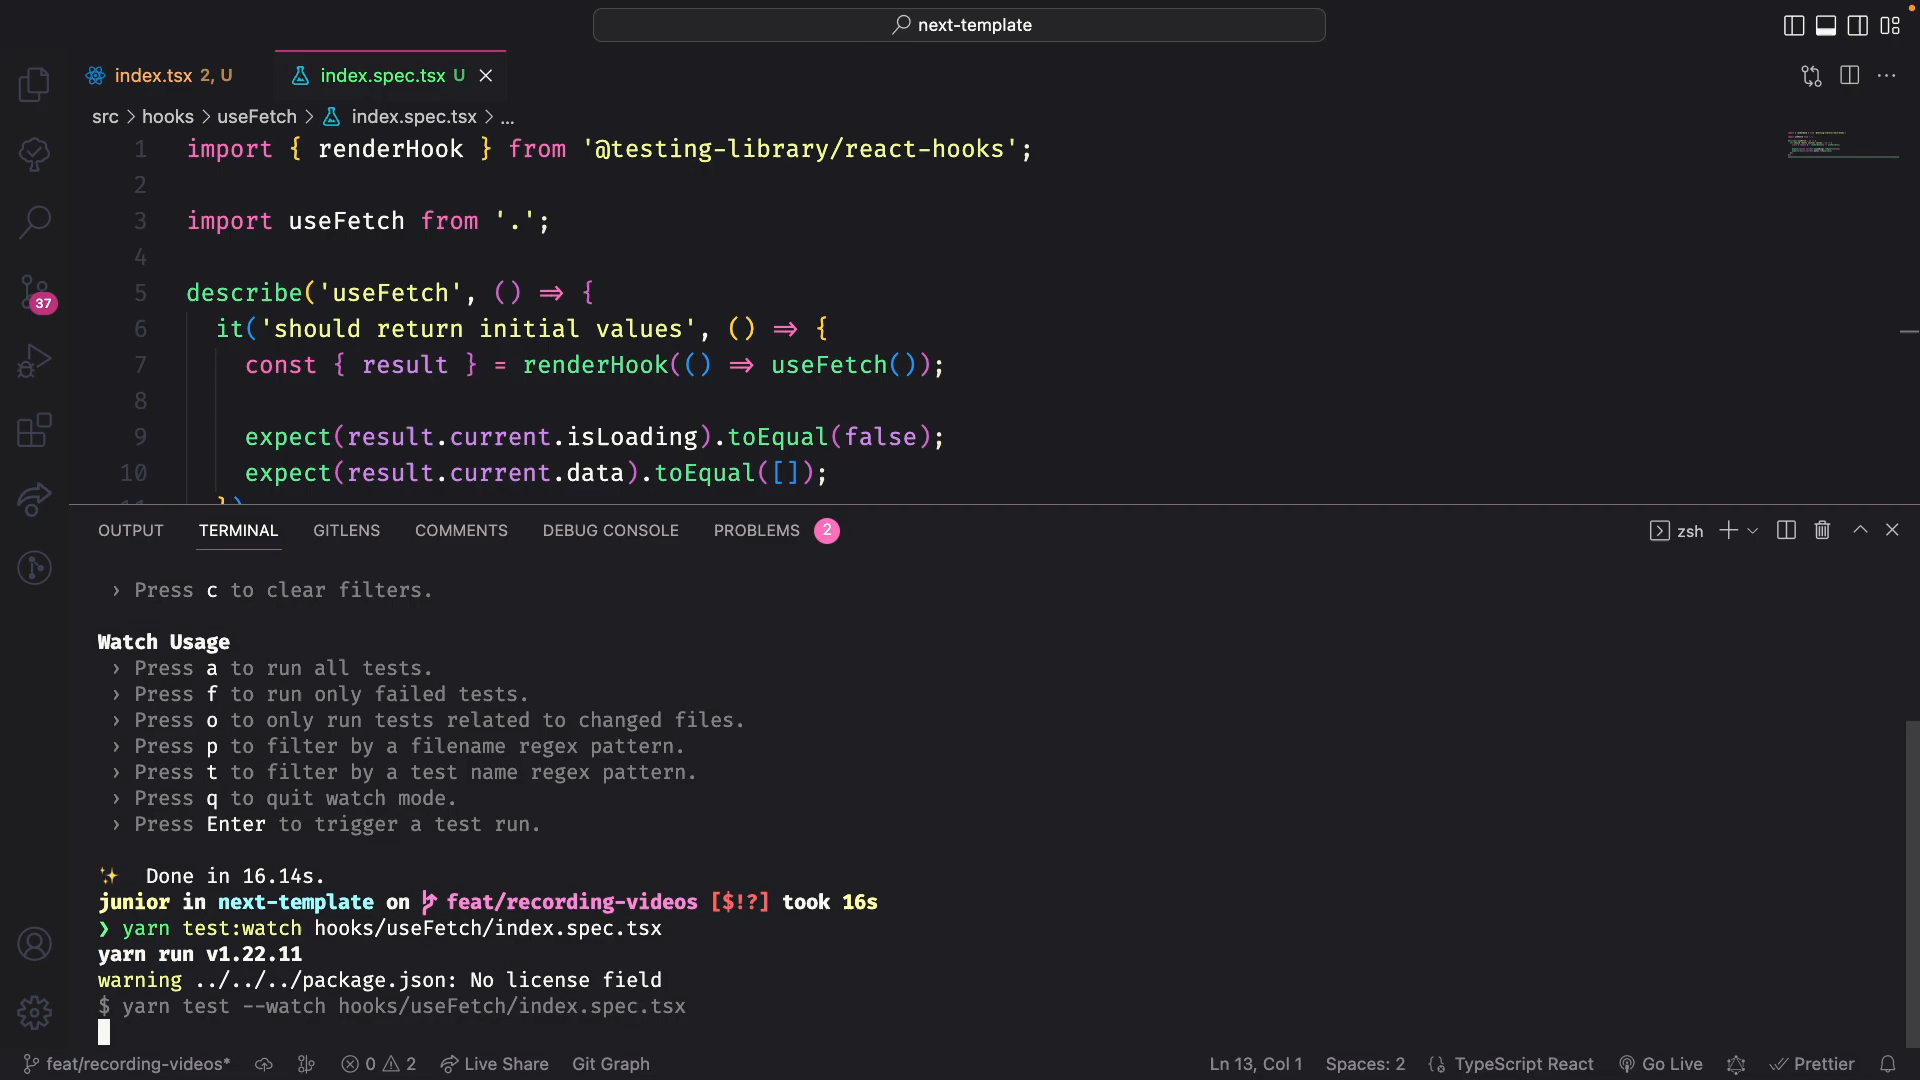 next-template
index.tsx 2, U
index.spec.tsx U
src > hooks > useFetch > index.spec.tsx > ...
1 import { renderHook } from '@testing-library/react-hooks';
2
3 import useFetch from '.';
4
5 describe('useFetch', () => {
6 it('should return initial values', () => {
7 const { result } = renderHook(() => useFetch());
8
9 expect(result.current.isLoading).toEqual(false);
10 expect(result.current.data).toEqual([]);
37
OUTPUT TERMINAL GITLENS COMMENTS DEBUG CONSOLE PROBLEMS 2
zsh
› Press c to clear filters.
Watch Usage
› Press a to run all tests.
› Press f to run only failed tests.
› Press o to only run tests related to changed files.
› Press p to filter by a filename regex pattern.
› Press t to filter by a test name regex pattern.
› Press q to quit watch mode.
› Press Enter to trigger a test run.
✨ Done in 16.14s.
junior in next-template on feat/recording-videos [$!?] took 16s
❯ yarn test:watch hooks/useFetch/index.spec.tsx
yarn run v1.22.11
warning ../../../package.json: No license field
$ yarn test --watch hooks/useFetch/index.spec.tsx
feat/recording-videos* 0 2 Live Share Git Graph
Ln 13, Col 1 Spaces: 2 TypeScript React Go Live Prettier